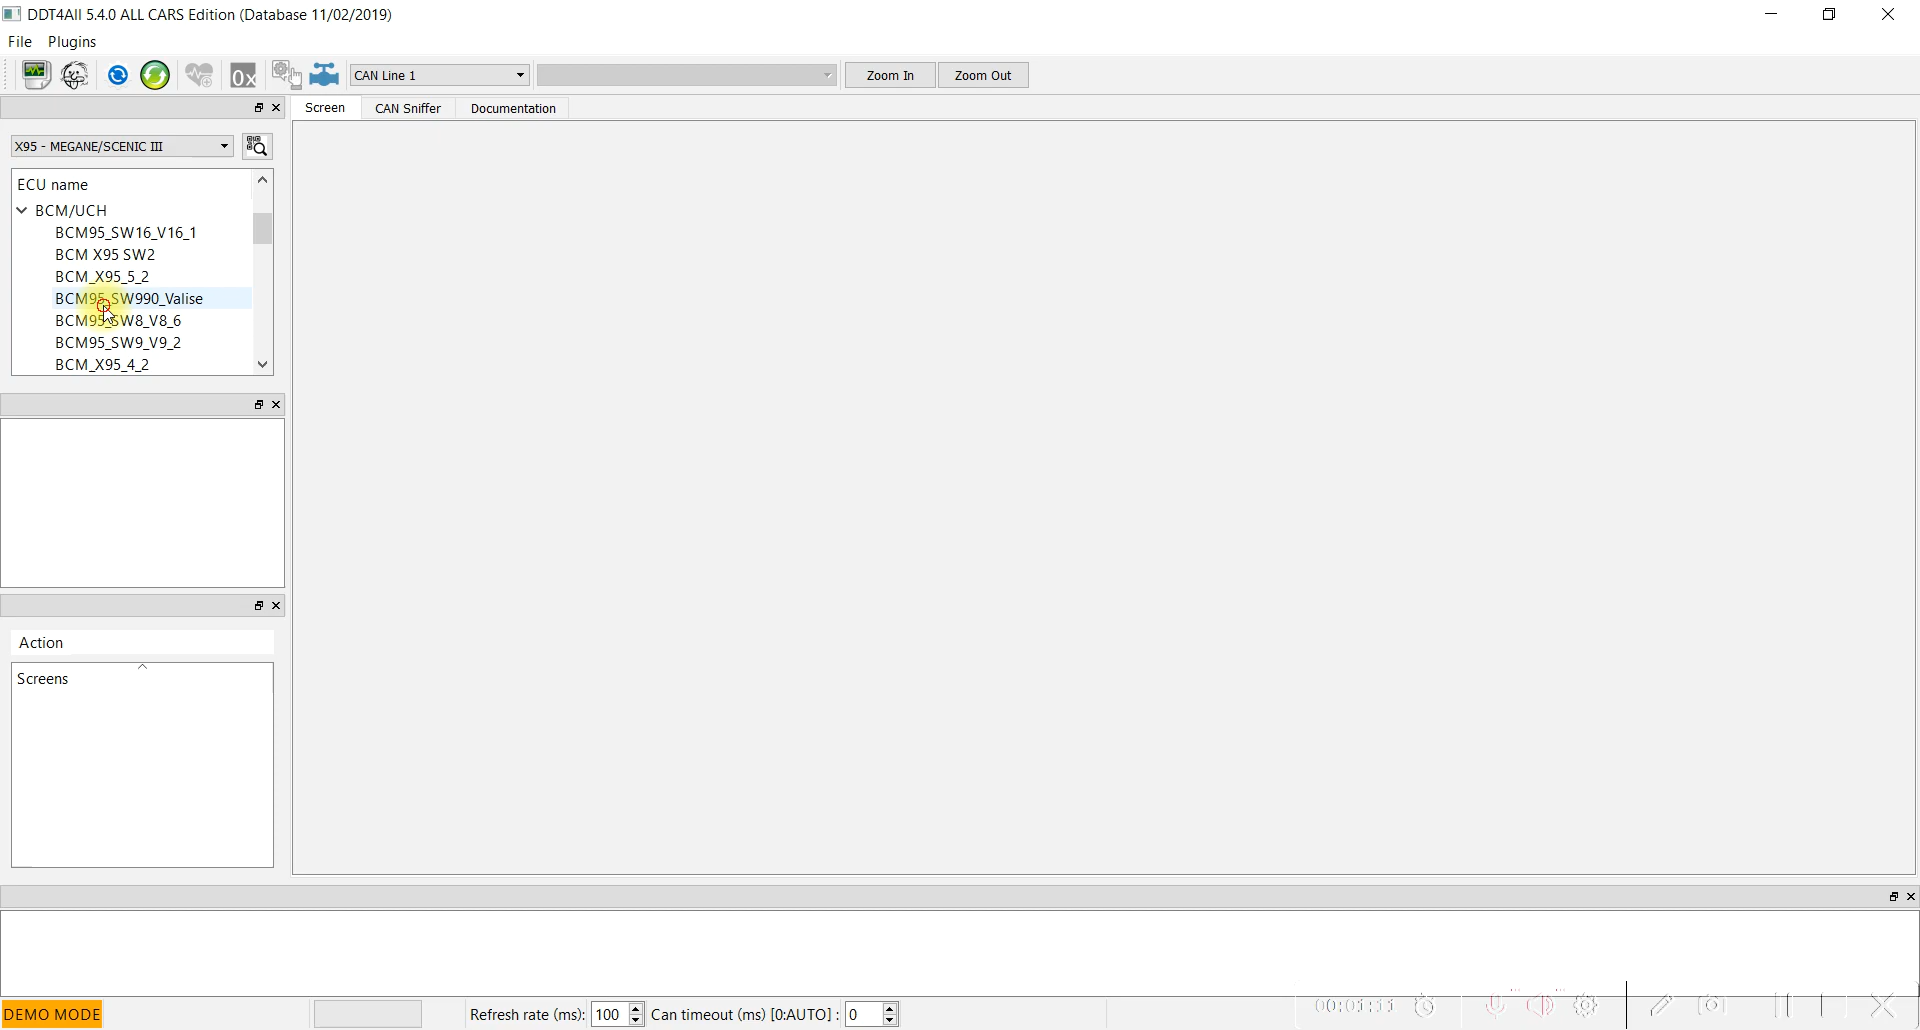 DDT4All 5.4.0 ALL CARS Edition (Database 11/02/2019)
File Plugins
0x
CAN Line 1
Zoom In
Zoom Out
Screen
CAN Sniffer
Documentation
X95 - MEGANE/SCENIC III
ECU name
BCM/UCH
BCM95_SW16_V16_1
BCM X95 SW2
BCM_X95_5_2
BCM95_SW990_Valise
BCM95_SW8_V8_6
BCM95_SW9_V9_2
BCM_X95_4_2
Action
Screens
DEMO MODE
Refresh rate (ms): 100
Can timeout (ms) [0:AUTO] : 0